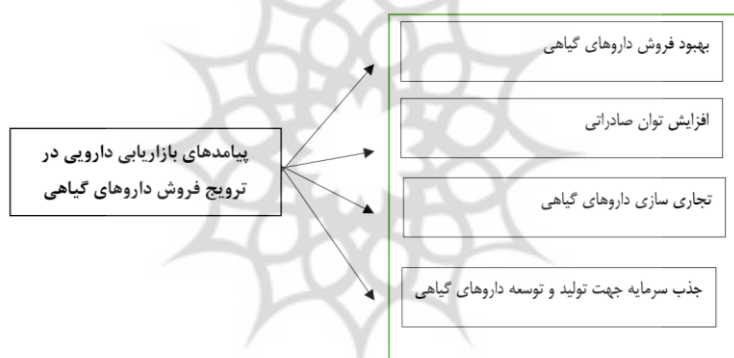 پیامدهای بازاریابی دارویی در
ترویج فروش داروهای گیاهی
بهبود فروش داروهای گیاهی
افزایش توان صادراتی
تجاری سازی داروهای گیاهی
جذب سرمایه جهت تولید و توسعه داروهای گیاهی